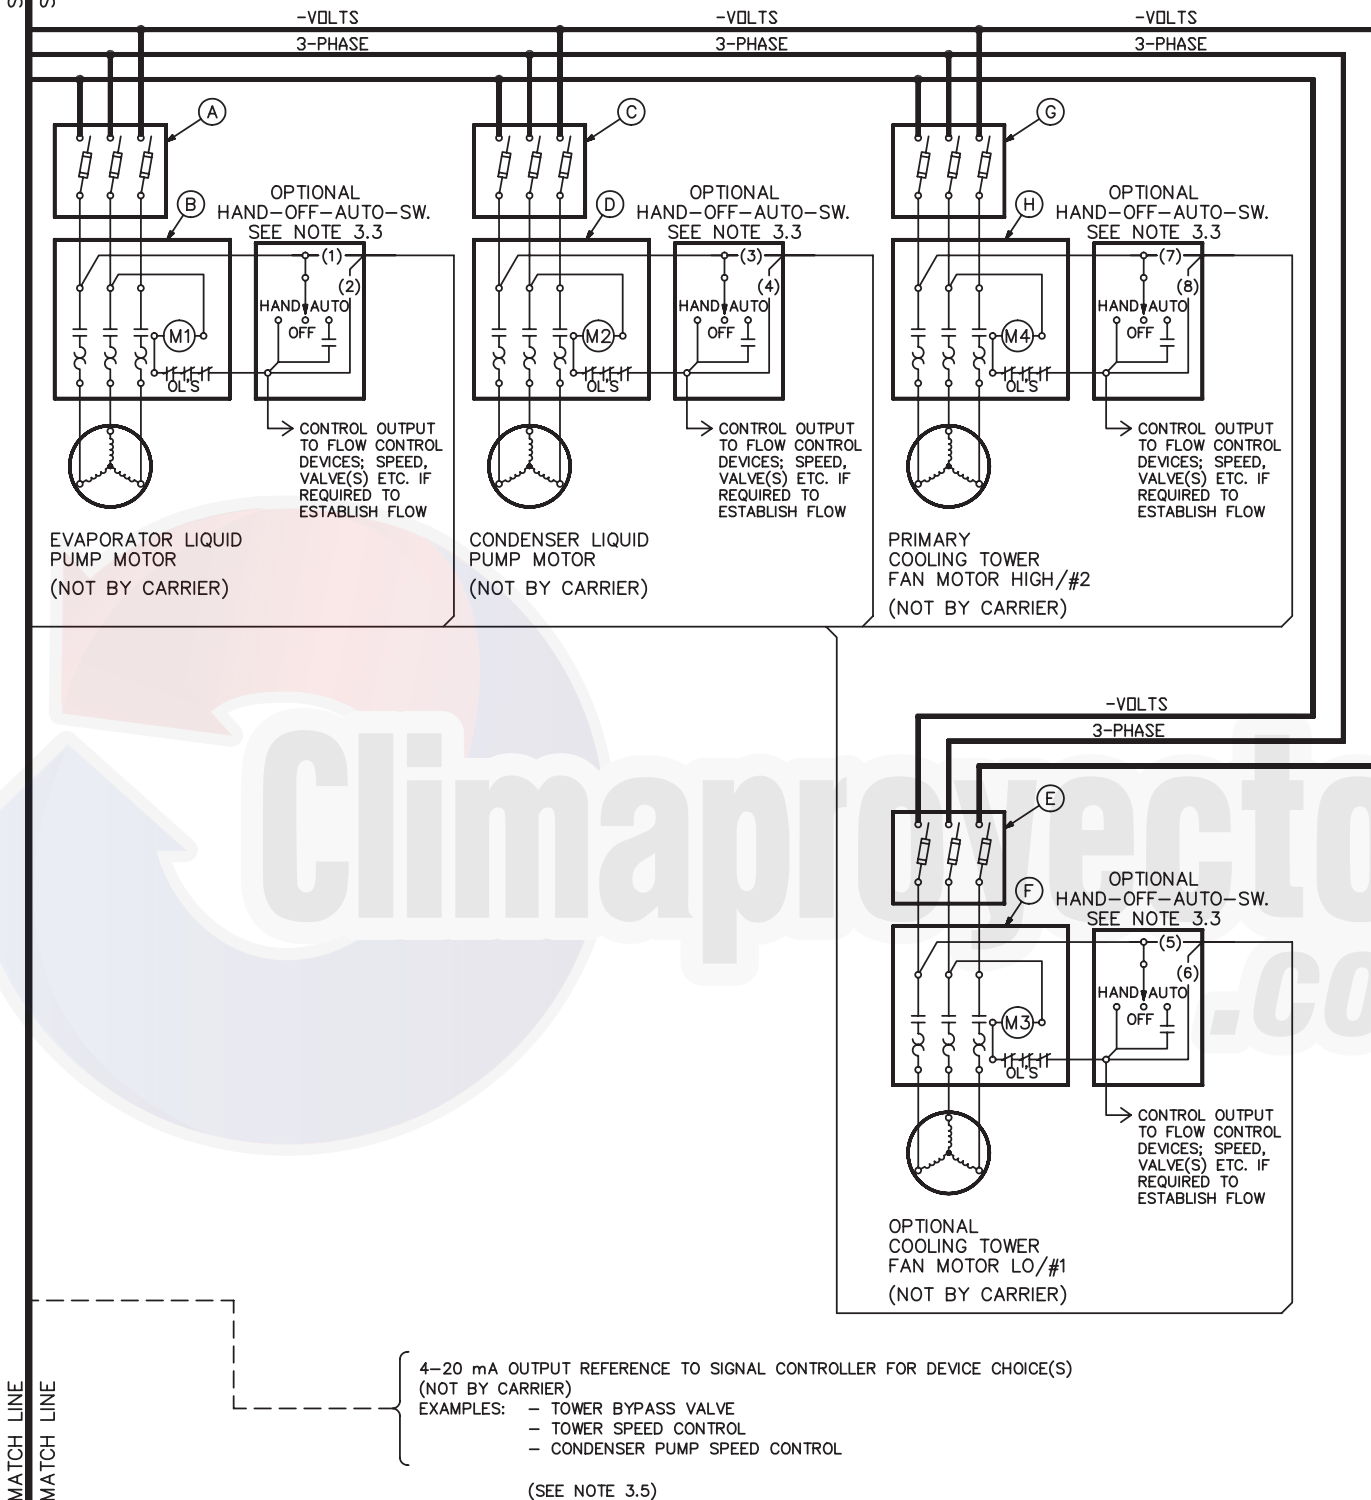 -VOLTS
3-PHASE
-VOLTS
3-PHASE
-VOLTS
3-PHASE
A
B
OPTIONAL
HAND-OFF-AUTO-SW.
SEE NOTE 3.3
(1)
(2)
HAND AUTO
OFF
M1
OL'S
CONTROL OUTPUT
TO FLOW CONTROL
DEVICES; SPEED,
VALVE(S) ETC. IF
REQUIRED TO
ESTABLISH FLOW
EVAPORATOR LIQUID
PUMP MOTOR
(NOT BY CARRIER)
C
D
OPTIONAL
HAND-OFF-AUTO-SW.
SEE NOTE 3.3
(3)
(4)
HAND AUTO
OFF
M2
OL'S
CONTROL OUTPUT
TO FLOW CONTROL
DEVICES; SPEED,
VALVE(S) ETC. IF
REQUIRED TO
ESTABLISH FLOW
CONDENSER LIQUID
PUMP MOTOR
(NOT BY CARRIER)
G
H
OPTIONAL
HAND-OFF-AUTO-SW.
SEE NOTE 3.3
(7)
(8)
HAND AUTO
OFF
M4
OL'S
CONTROL OUTPUT
TO FLOW CONTROL
DEVICES; SPEED,
VALVE(S) ETC. IF
REQUIRED TO
ESTABLISH FLOW
PRIMARY
COOLING TOWER
FAN MOTOR HIGH/#2
(NOT BY CARRIER)
-VOLTS
3-PHASE
Climaproyecto
.co
E
F
OPTIONAL
HAND-OFF-AUTO-SW.
SEE NOTE 3.3
(5)
(6)
HAND AUTO
OFF
M3
OL'S
CONTROL OUTPUT
TO FLOW CONTROL
DEVICES; SPEED,
VALVE(S) ETC. IF
REQUIRED TO
ESTABLISH FLOW
OPTIONAL
COOLING TOWER
FAN MOTOR LO/#1
(NOT BY CARRIER)
4-20 mA OUTPUT REFERENCE TO SIGNAL CONTROLLER FOR DEVICE CHOICE(S)
(NOT BY CARRIER)
EXAMPLES: - TOWER BYPASS VALVE
- TOWER SPEED CONTROL
- CONDENSER PUMP SPEED CONTROL
(SEE NOTE 3.5)
MATCH LINE
MATCH LINE